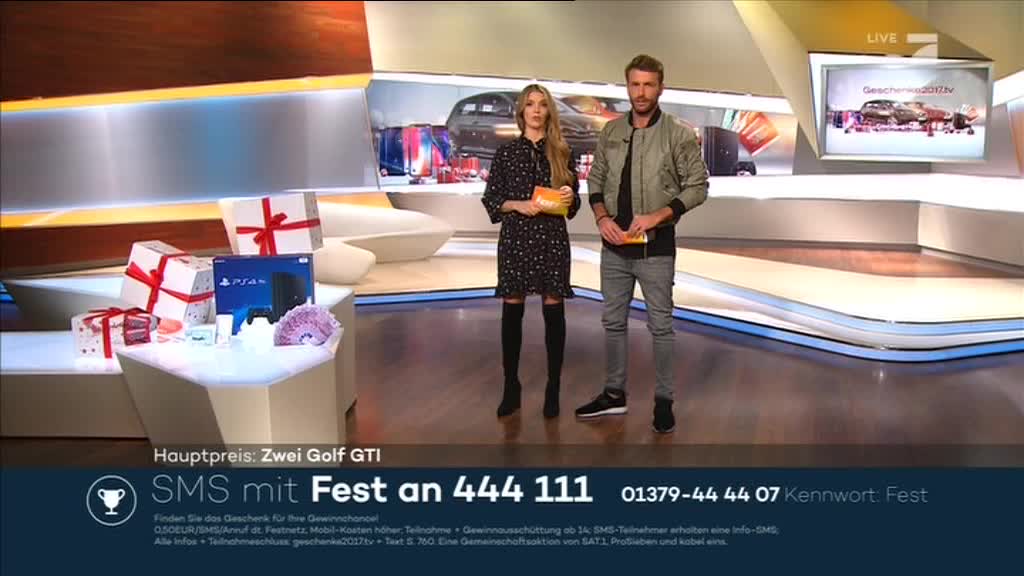 LIVE
Geschenke2017.tv
PS4 PRO
Hauptpreis: Zwei Golf GTI
SMS mit Fest an 444 111 01379-44 44 07 Kennwort: Fest
Finden Sie das Geschenk für Ihre Gewinnchance!
0,50EUR/SMS/Anruf dt. Festnetz, Mobil-Kosten höher; Teilnahme + Gewinnausschüttung ab 14; SMS-Teilnehmer erhalten eine Info-SMS;
Alle Infos + Teilnahmeschluss: geschenke2017.tv + Text S. 760. Eine Gemeinschaftsaktion von SAT.1, ProSieben und kabel eins.